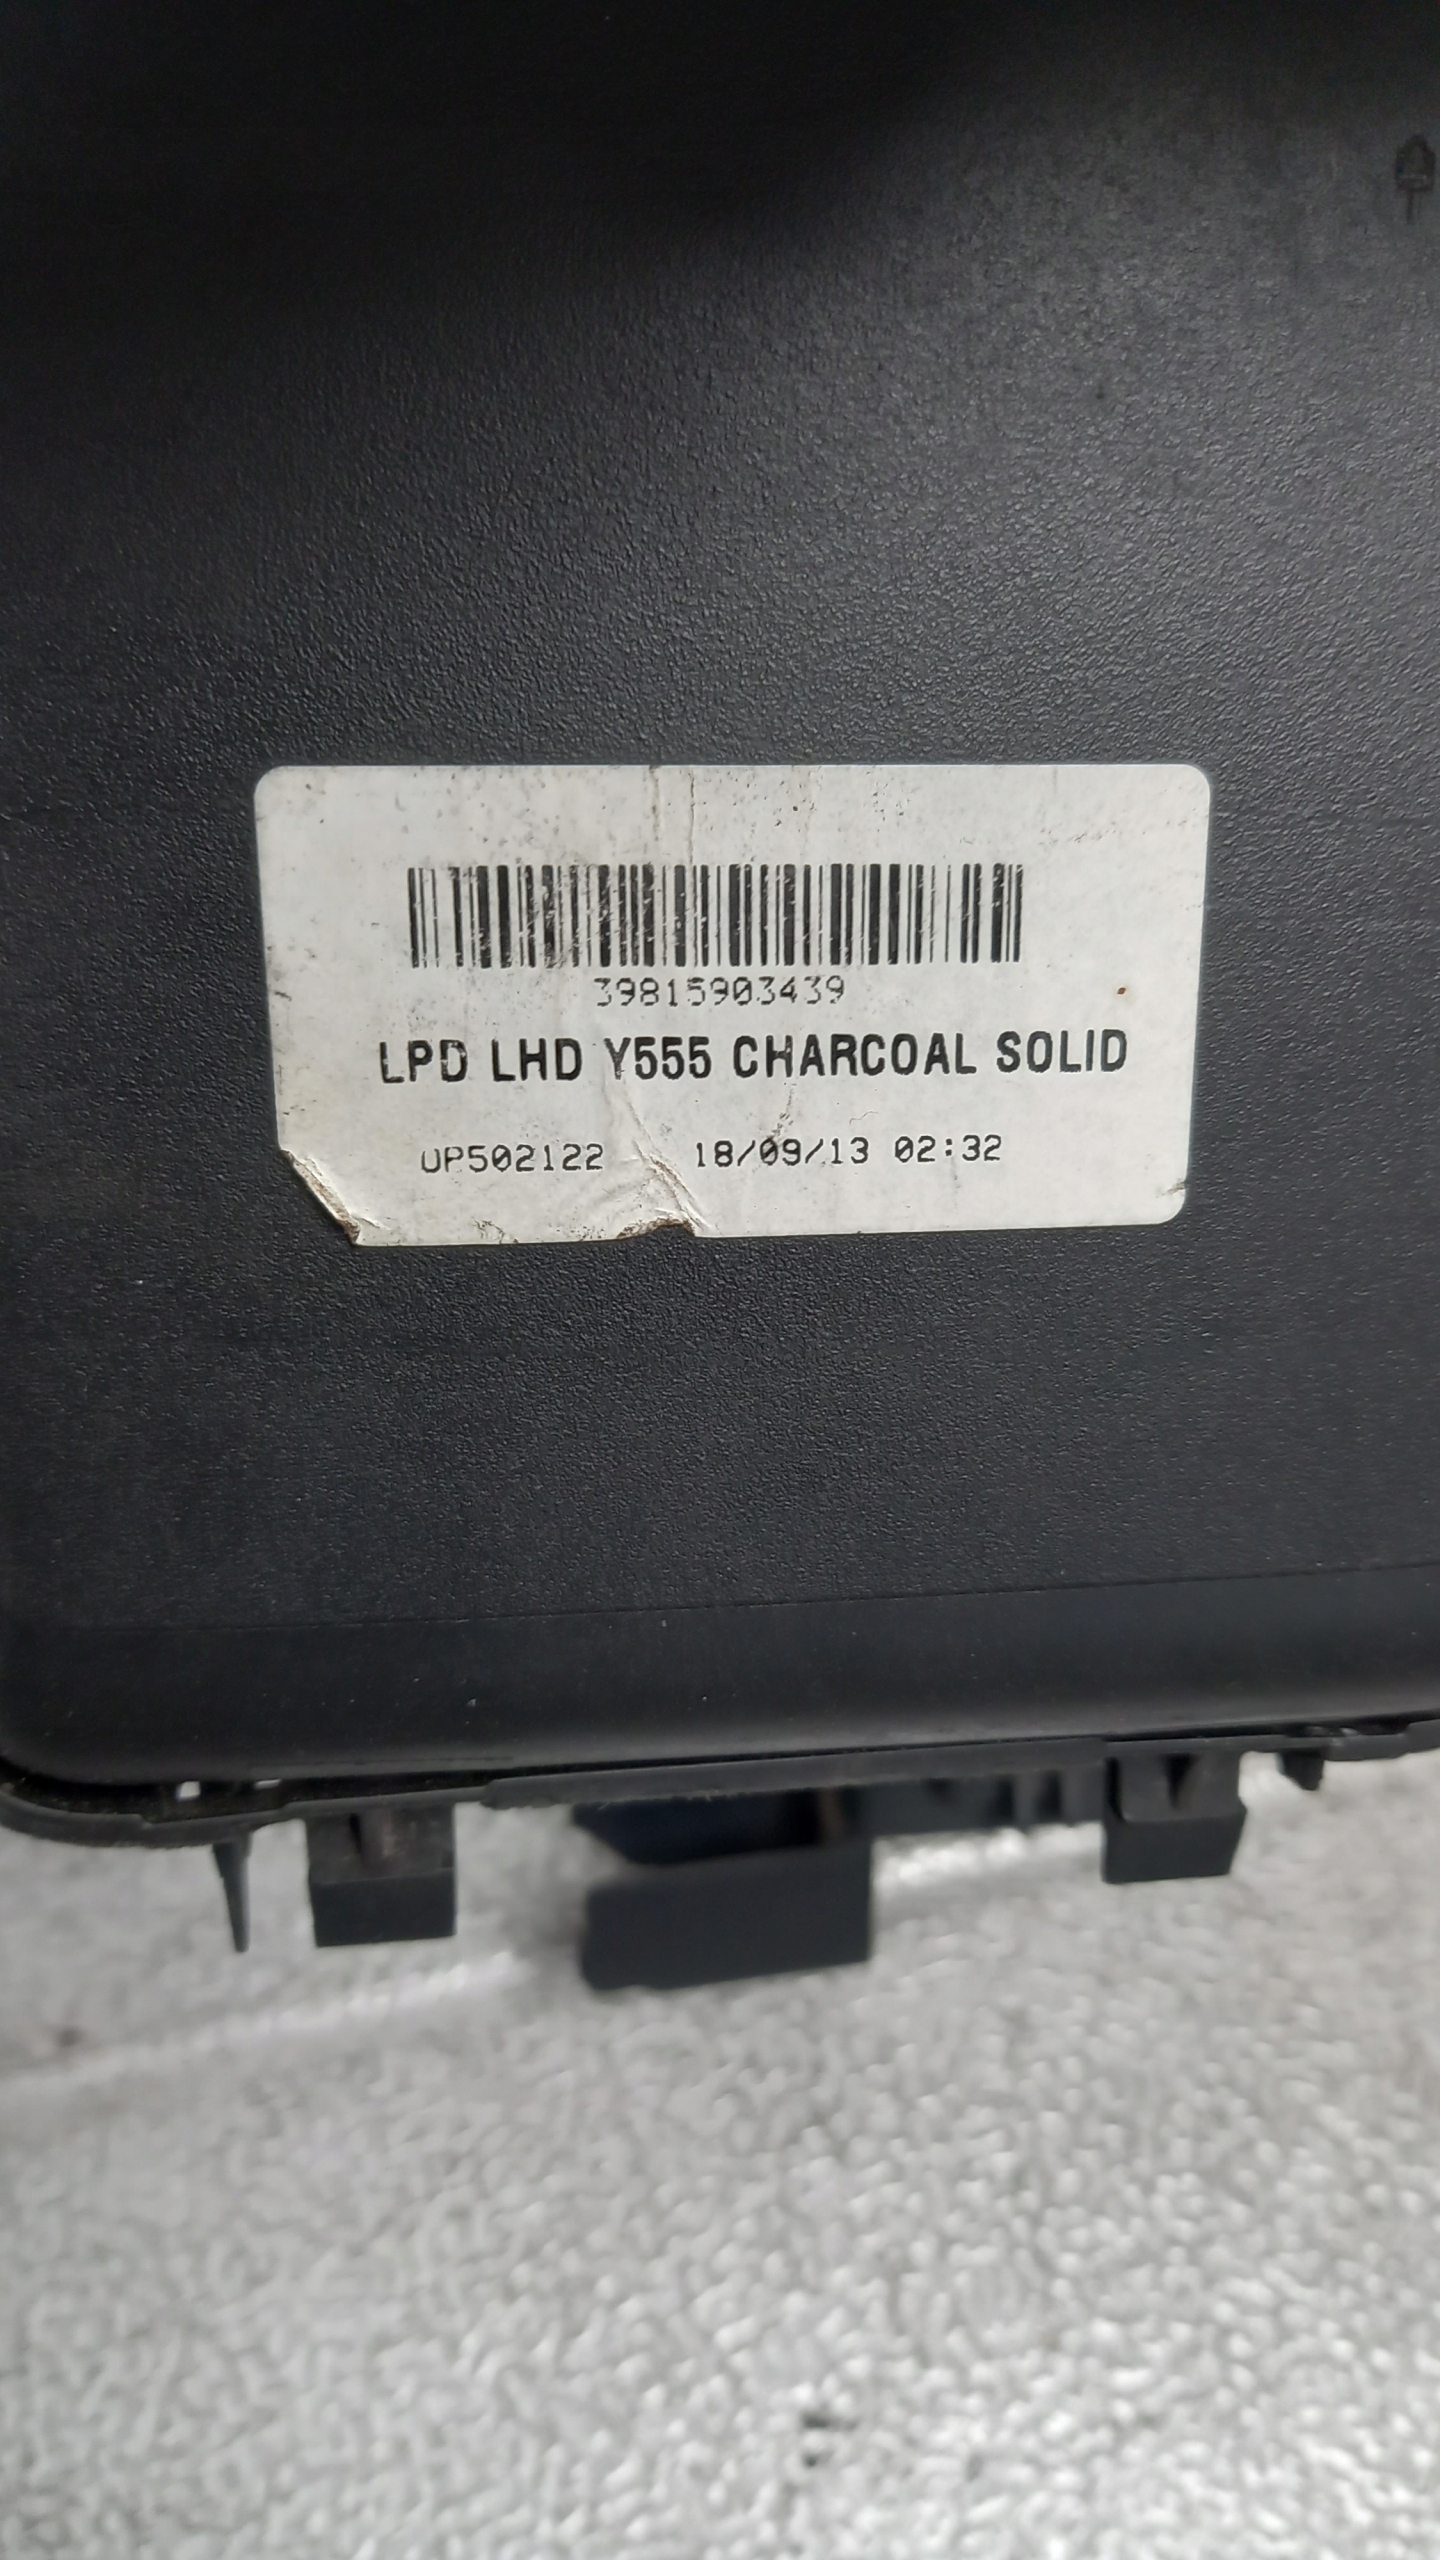 39815903439
LPD LHD Y555 CHARCOAL SOLID
UP502122 18/09/13 02:32